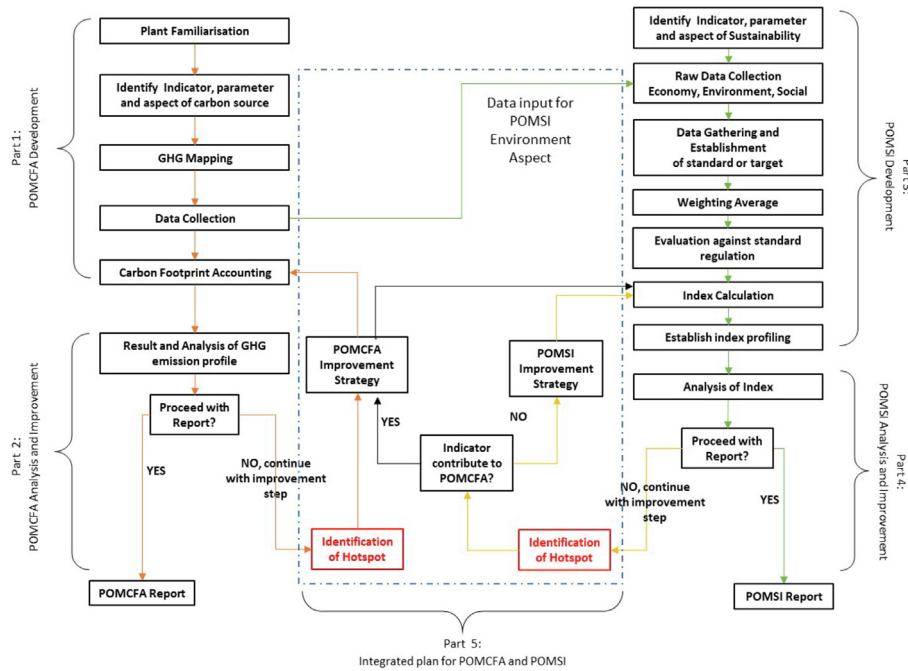 Part 1:
POMCFA Development
Plant Familiarisation
Identify Indicator, parameter
and aspect of carbon source
GHG Mapping
Data Collection
Carbon Footprint Accounting
Part 2:
POMCFA Analysis and Improvement
Result and Analysis of GHG
emission profile
Proceed with
Report?
YES
NO, continue
with improvement
step
POMCFA Report
Data input for
POMSI
Environment
Aspect
POMCFA
Improvement
Strategy
POMSI
Improvement
Strategy
YES
NO
Indicator
contribute to
POMCFA?
Identification
of Hotspot
Identification
of Hotspot
Part 5:
Integrated plan for POMCFA and POMSI
Identify Indicator, parameter
and aspect of Sustainability
Raw Data Collection
Economy, Environment, Social
Data Gathering and
Establishment
of standard or target
Weighting Average
Evaluation against standard
regulation
Index Calculation
Establish index profiling
Part 3:
POMSI Development
Analysis of Index
Proceed with
Report?
NO, continue
with improvement
step
YES
POMSI Report
Part 4:
POMSI Analysis and Improvement